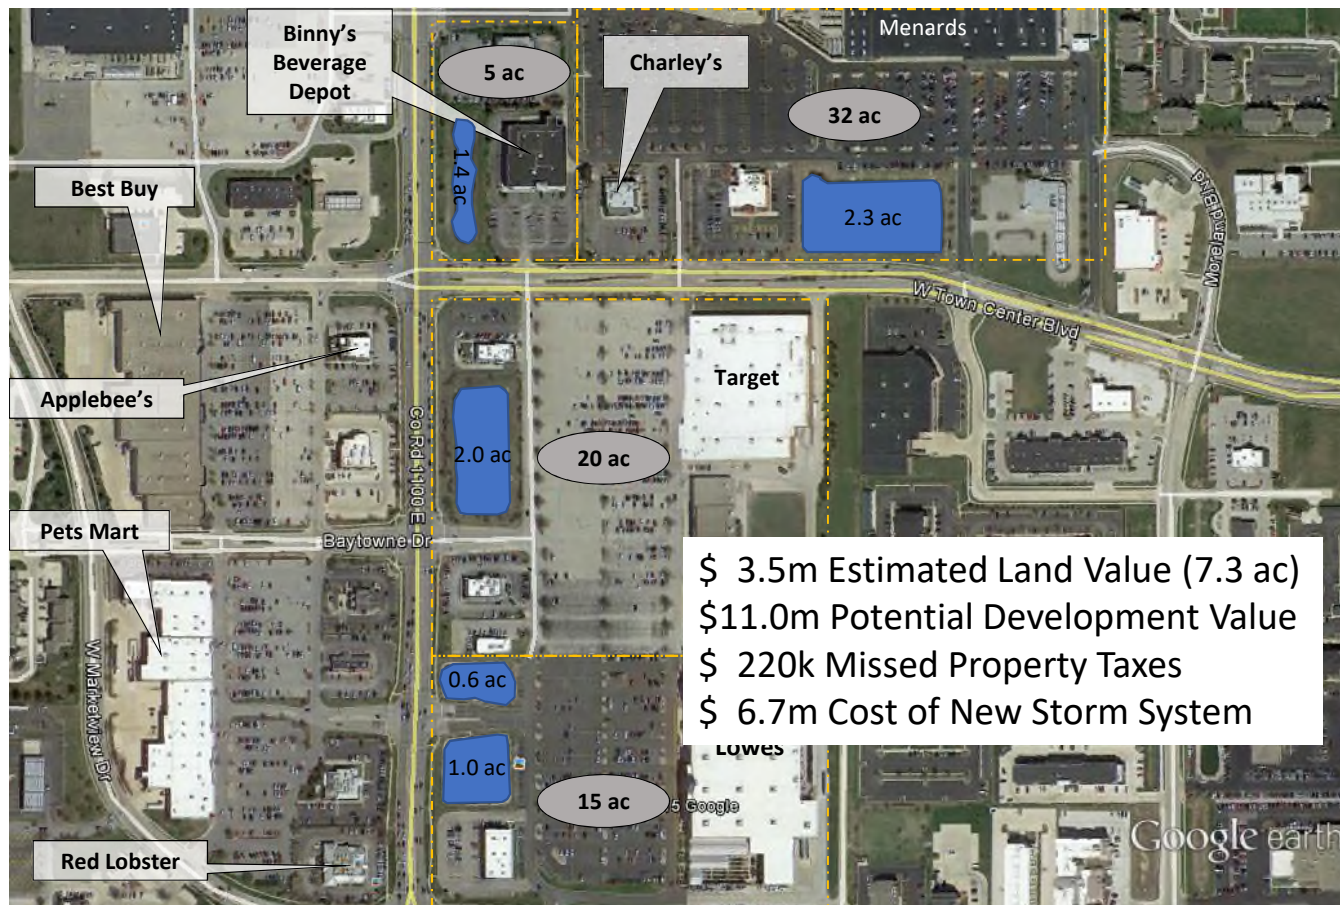 Menards
Binny's
Beverage
Depot
5 ac
Charley's
32 ac
1.4 ac
Best Buy
2.3 ac
Moreland Blvd
W Town Center Blvd
Target
Applebee's
Co Rd 1100 E
2.0 ac
20 ac
Pets Mart
Baytowne Dr
$ 3.5m Estimated Land Value (7.3 ac)
$11.0m Potential Development Value
$ 220k Missed Property Taxes
$ 6.7m Cost of New Storm System
0.6 ac
W Marketview Dr
Lowes
1.0 ac
15 ac
5 Google
Google earth
Red Lobster